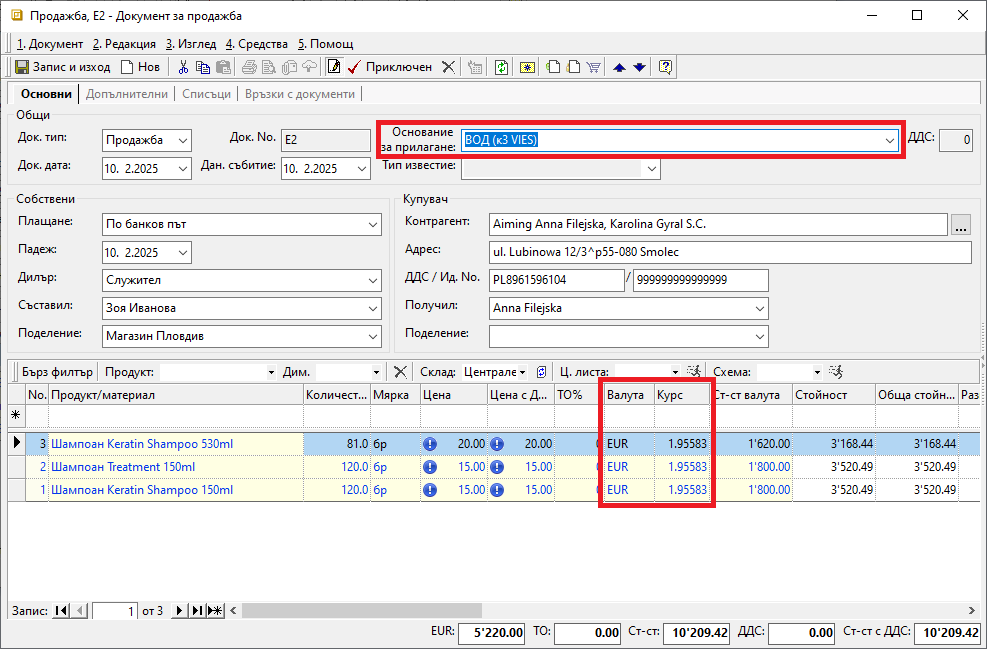 Продажба, E2 - Документ за продажба
1. Документ 2. Редакция 3. Изглед 4. Средства 5. Помощ
Запис и изход Нов Приключен
Основни Допълнителни Списъци Връзки с документи
Общи
Док. тип: Продажба Док. No. E2 Основание за прилагане: ВОД (к3 VIES) ДДС: 0
Док. дата: 10. 2.2025 Дан. събитие: 10. 2.2025 Тип известие:
Собствени
Плащане: По банков път
Падеж: 10. 2.2025
Дилър: Служител
Съставил: Зоя Иванова
Поделение: Магазин Пловдив
Купувач
Контрагент: Aiming Anna Filejska, Karolina Gyral S.C. ...
Адрес: ul. Lubinowa 12/3^p55-080 Smolec
ДДС / Ид. No. PL8961596104 / 999999999999999
Получил: Anna Filejska
Поделение:
Бърз филтър Продукт: Дим. Склад: Централе Ц. листа: Схема:
No. Продукт/материал Количест... Мярка Цена Цена с Д... ТО% Валута Курс Ст-ст валута Стойност Обща стойн... Раз
3 Шампоан Keratin Shampoo 530ml 81.0 бр 20.00 20.00 0 EUR 1.95583 1'620.00 3'168.44 3'168.44
2 Шампоан Treatment 150ml 120.0 бр 15.00 15.00 0 EUR 1.95583 1'800.00 3'520.49 3'520.49
1 Шампоан Keratin Shampoo 150ml 120.0 бр 15.00 15.00 0 EUR 1.95583 1'800.00 3'520.49 3'520.49
Запис: 1 от 3
EUR: 5'220.00 ТО: 0.00 Ст-ст: 10'209.42 ДДС: 0.00 Ст-ст с ДДС: 10'209.42